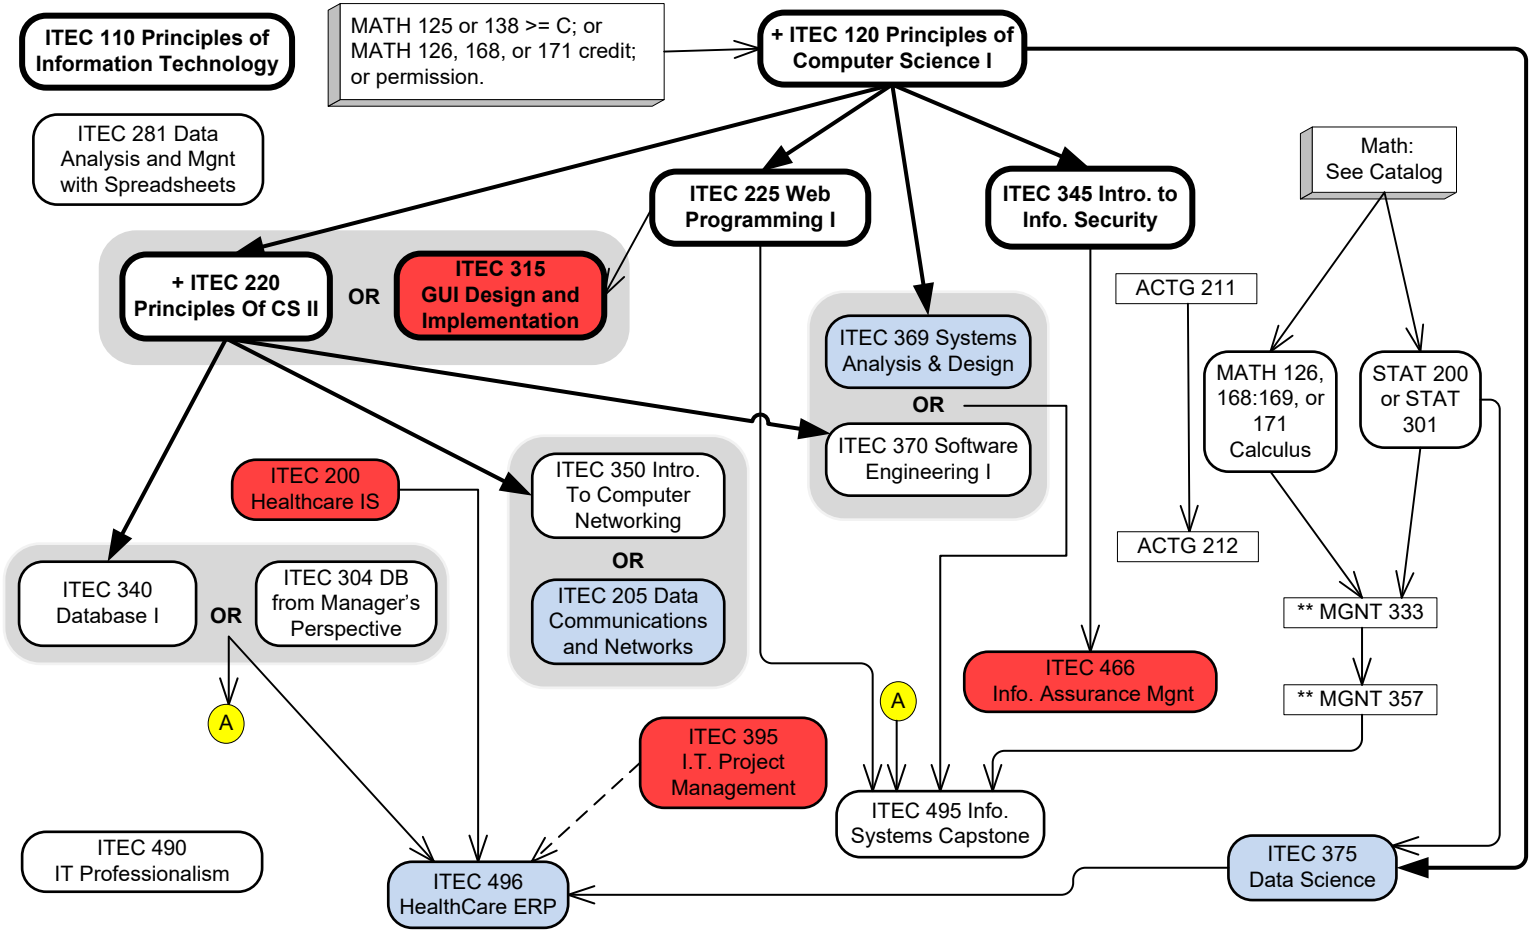 ITEC 110 Principles of
Information Technology
MATH 125 or 138 >= C; or
MATH 126, 168, or 171 credit;
or permission.
+ ITEC 120 Principles of
Computer Science I
ITEC 281 Data
Analysis and Mgnt
with Spreadsheets
Math:
See Catalog
ITEC 225 Web
Programming I
ITEC 345 Intro. to
Info. Security
+ ITEC 220
Principles Of CS II
OR
ITEC 315
GUI Design and
Implementation
ACTG 211
ITEC 369 Systems
Analysis & Design
OR
ITEC 370 Software
Engineering I
MATH 126,
168:169, or
171
Calculus
STAT 200
or STAT
301
ITEC 200
Healthcare IS
ITEC 350 Intro.
To Computer
Networking
OR
ITEC 205 Data
Communications
and Networks
ACTG 212
ITEC 340
Database I
OR
ITEC 304 DB
from Manager's
Perspective
** MGNT 333
ITEC 466
Info. Assurance Mgnt
** MGNT 357
A
A
ITEC 395
I.T. Project
Management
ITEC 495 Info.
Systems Capstone
ITEC 490
IT Professionalism
ITEC 496
HealthCare ERP
ITEC 375
Data Science